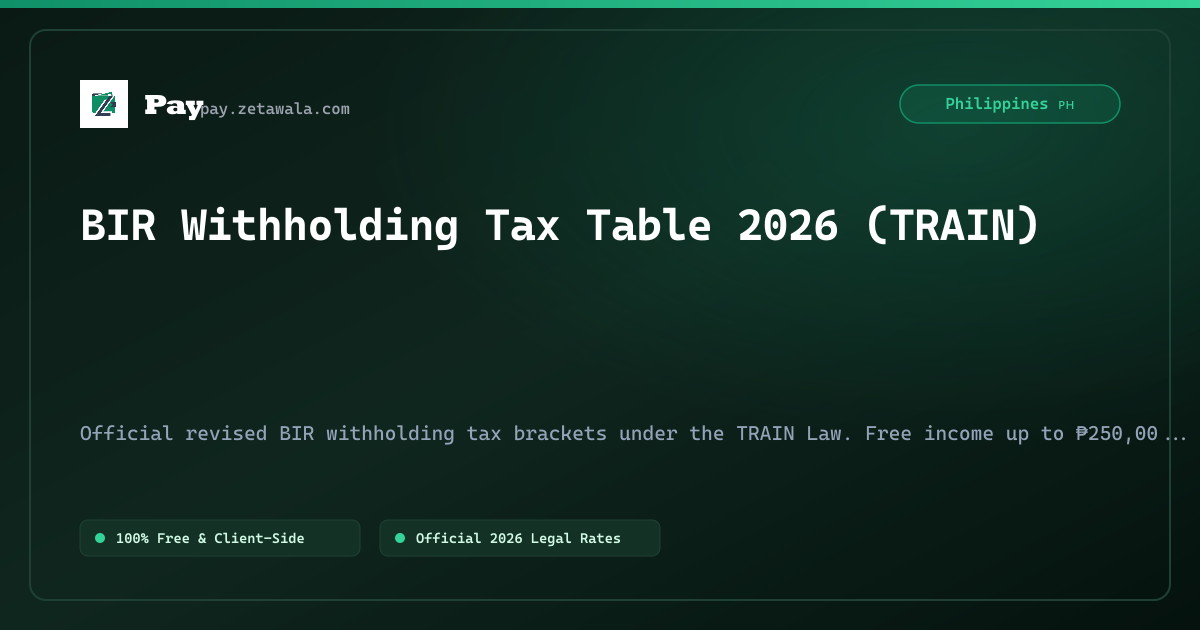 Pay
pay.zetawala.com
Philippines PH
BIR Withholding Tax Table 2026 (TRAIN)
Official revised BIR withholding tax brackets under the TRAIN Law. Free income up to ₱250,00...
100% Free & Client-Side
Official 2026 Legal Rates